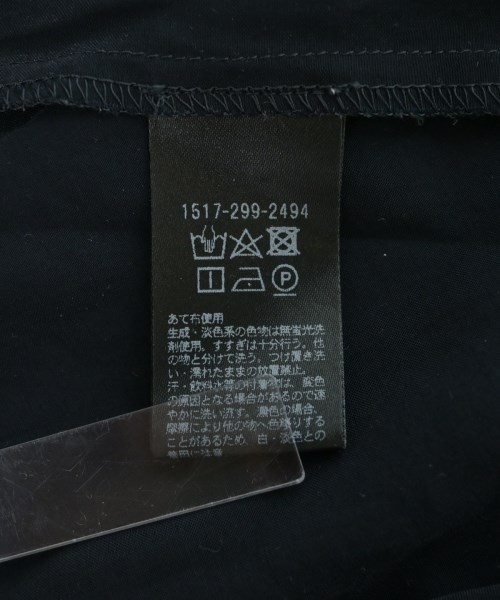 1517-299-2494
P
あて布使用
生成・淡色系の色物は無蛍光洗
剤使用。すすぎは十分行う。他
の物と分けて洗う。つけ置き洗
い・濡れたままの放置禁止。
汗・飲料水等の付着は、変色
の原因となる場合があるので速
やかに洗い流す。濃色の場合、
摩擦により他の物へ色移りする
ことがあるため、白・淡色との
着用に注意